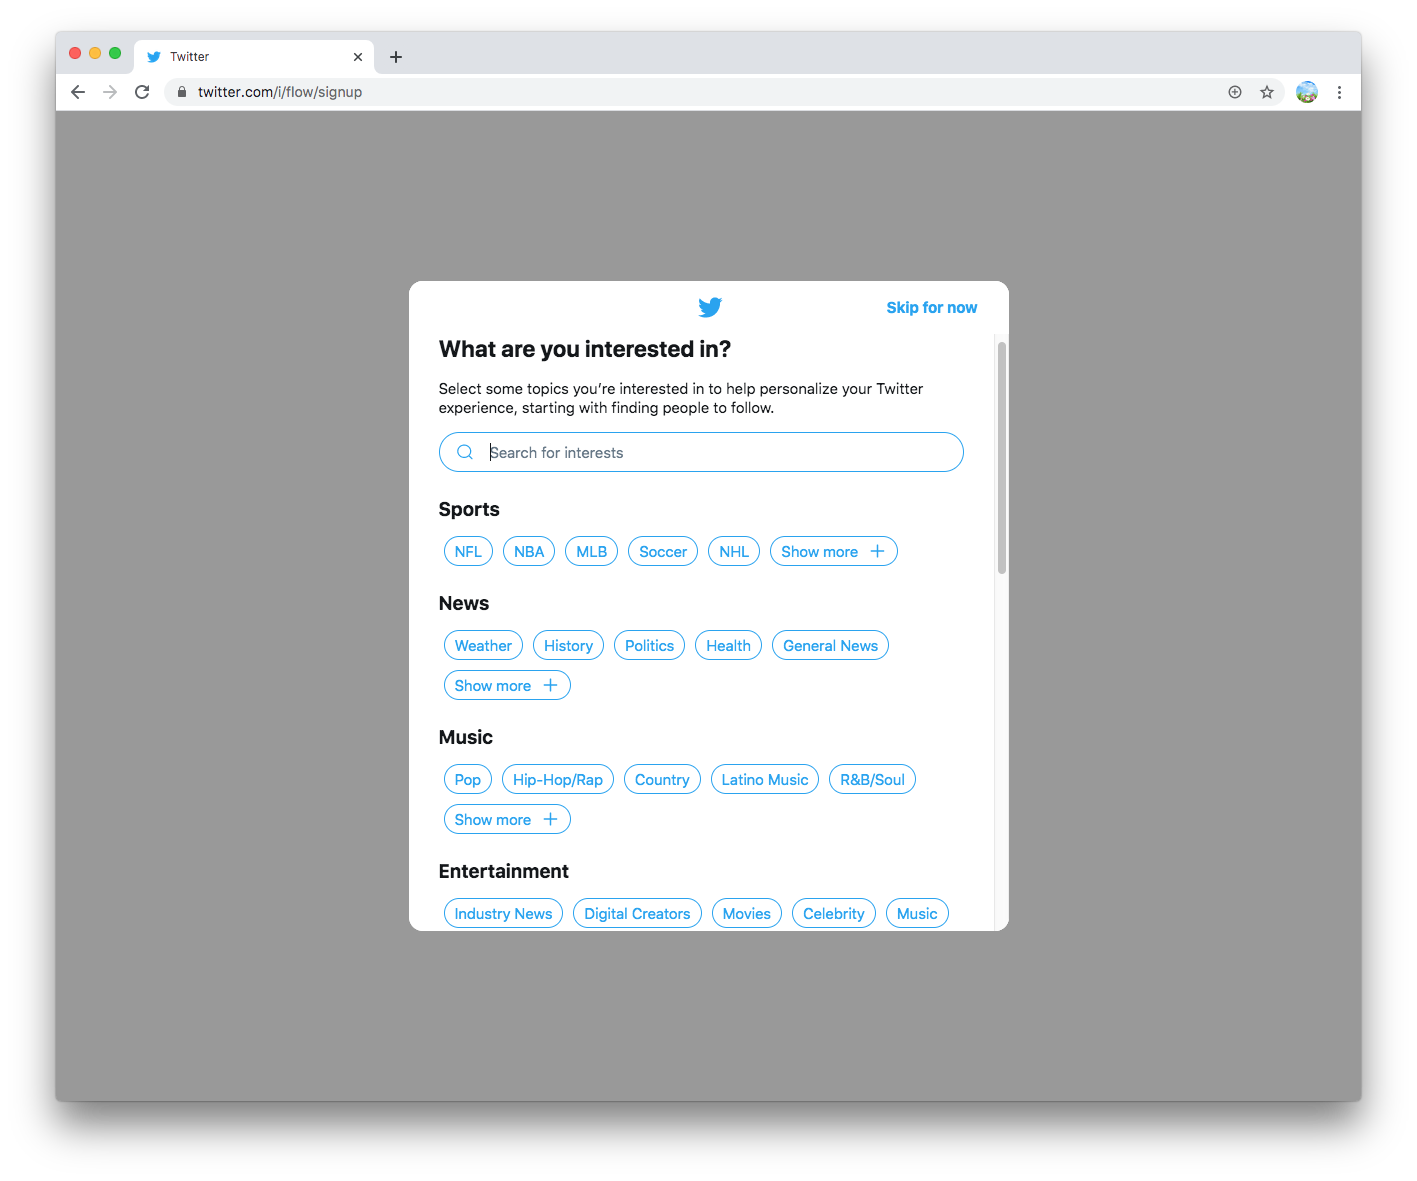 Twitter
twitter.com/i/flow/signup
Skip for now
What are you interested in?
Select some topics you're interested in to help personalize your Twitter
experience, starting with finding people to follow.
Search for interests
Sports
NFL NBA MLB Soccer NHL Show more
News
Weather History Politics Health General News
Show more
Music
Pop Hip-Hop/Rap Country Latino Music R&B/Soul
Show more
Entertainment
Industry News Digital Creators Movies Celebrity Music